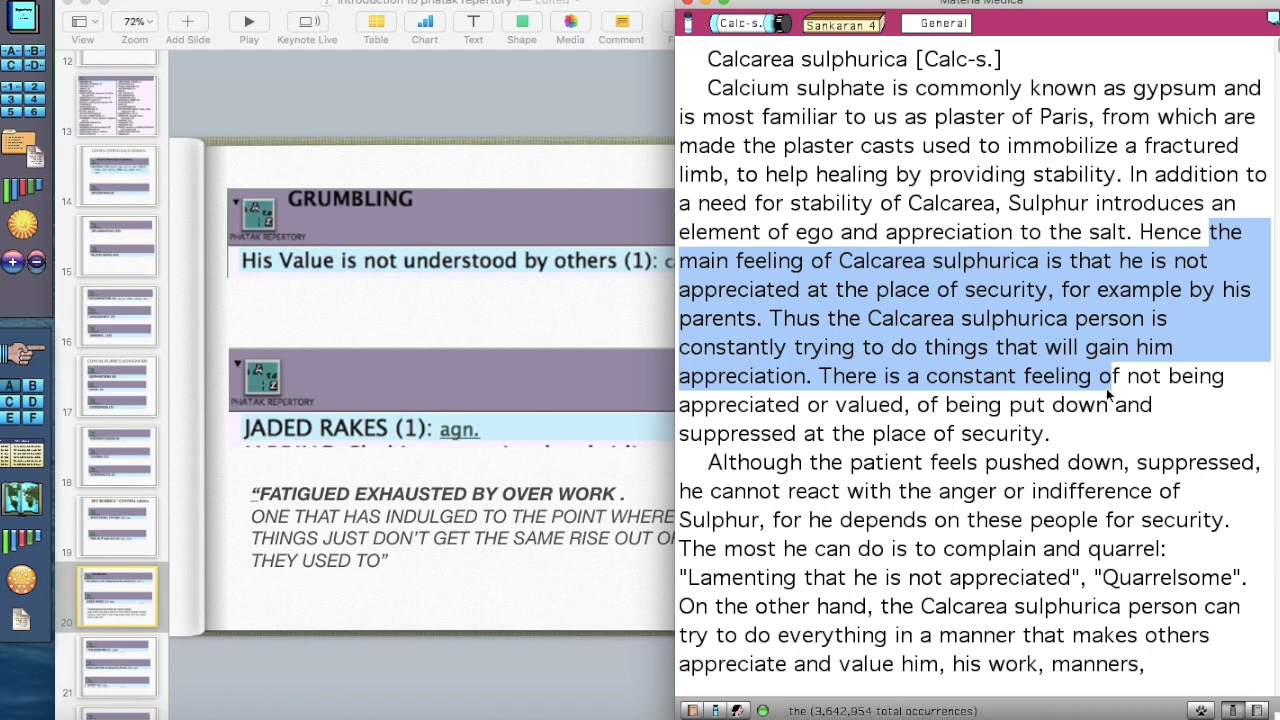 Introduction to phatak repertory — Edited
View
72%
Zoom
Add Slide
Play
Keynote Live
Table
Chart
Text
Shape
Media
Comment
12
14
15
16
17
18
19
20
21
GRUMBLING
PHATAK REPERTORY
His Value is not understood by others (1):
PHATAK REPERTORY
JADED RAKES (1): agn.
“FATIGUED EXHAUSTED BY OVER WORK .
ONE THAT HAS INDULGED TO THE POINT WHERE
THINGS JUST DON’T GET THE SAME RISE OUT OF
THEY USED TO”
Materia Medica
Calc-s.
Sankaran 4
General
Calcarea sulphurica [Calc-s.]
Calcium sulphate is commonly known as gypsum and
is most familiar to us as plaster of Paris, from which are
made the plaster casts used to immobilize a fractured
limb, to help healing by providing stability. In addition to
a need for stability of Calcarea, Sulphur introduces an
element of ego and appreciation to the salt. Hence the
main feeling of Calcarea sulphurica is that he is not
appreciated at the place of security, for example by his
parents. Thus the Calcarea sulphurica person is
constantly trying to do things that will gain him
appreciation. There is a constant feeling of not being
appreciated or valued, of being put down and
suppressed at the place of security.
Although the patient feels pushed down, suppressed,
he cannot react with the anger or indifference of
Sulphur, for he depends on these people for security.
The most he can do is to complain and quarrel:
"Lamenting that he is not appreciated", "Quarrelsome".
On the other hand, the Calcarea sulphurica person can
try to do everything in a manner that makes others
appreciate and value him, his work, manners,
the (3,642,954 total occurrences)